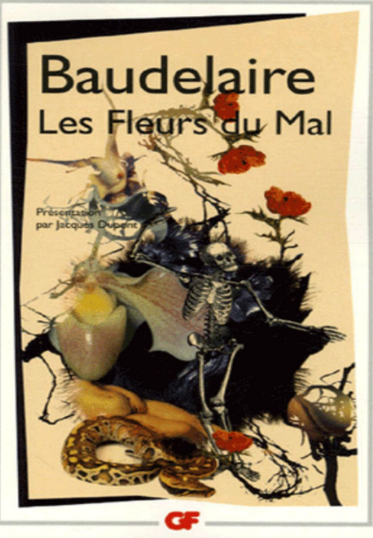 Baudelaire
Les Fleurs du Mal
Présentation
par Jacques Dupont
GF